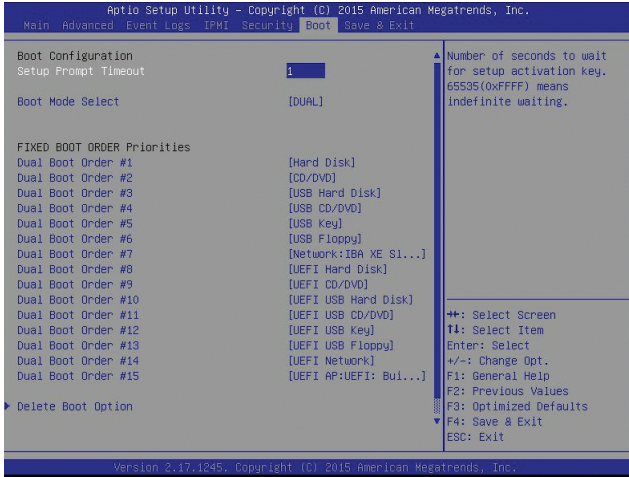 Aptio Setup Utility – Copyright (C) 2015 American Megatrends, Inc.
Main Advanced Event Logs IPMI Security Boot Save & Exit
Boot Configuration
Setup Prompt Timeout 1
Boot Mode Select [DUAL]
FIXED BOOT ORDER Priorities
Dual Boot Order #1 [Hard Disk]
Dual Boot Order #2 [CD/DVD]
Dual Boot Order #3 [USB Hard Disk]
Dual Boot Order #4 [USB CD/DVD]
Dual Boot Order #5 [USB Key]
Dual Boot Order #6 [USB Floppy]
Dual Boot Order #7 [Network:IBA XE Sl...]
Dual Boot Order #8 [UEFI Hard Disk]
Dual Boot Order #9 [UEFI CD/DVD]
Dual Boot Order #10 [UEFI USB Hard Disk]
Dual Boot Order #11 [UEFI USB CD/DVD]
Dual Boot Order #12 [UEFI USB Key]
Dual Boot Order #13 [UEFI USB Floppy]
Dual Boot Order #14 [UEFI Network]
Dual Boot Order #15 [UEFI AP:UEFI: Bui...]
Delete Boot Option
Number of seconds to wait
for setup activation key.
65535(0xFFFF) means
indefinite waiting.
→←: Select Screen
↑↓: Select Item
Enter: Select
+/-: Change Opt.
F1: General Help
F2: Previous Values
F3: Optimized Defaults
F4: Save & Exit
ESC: Exit
Version 2.17.1245. Copyright (C) 2015 American Megatrends, Inc.